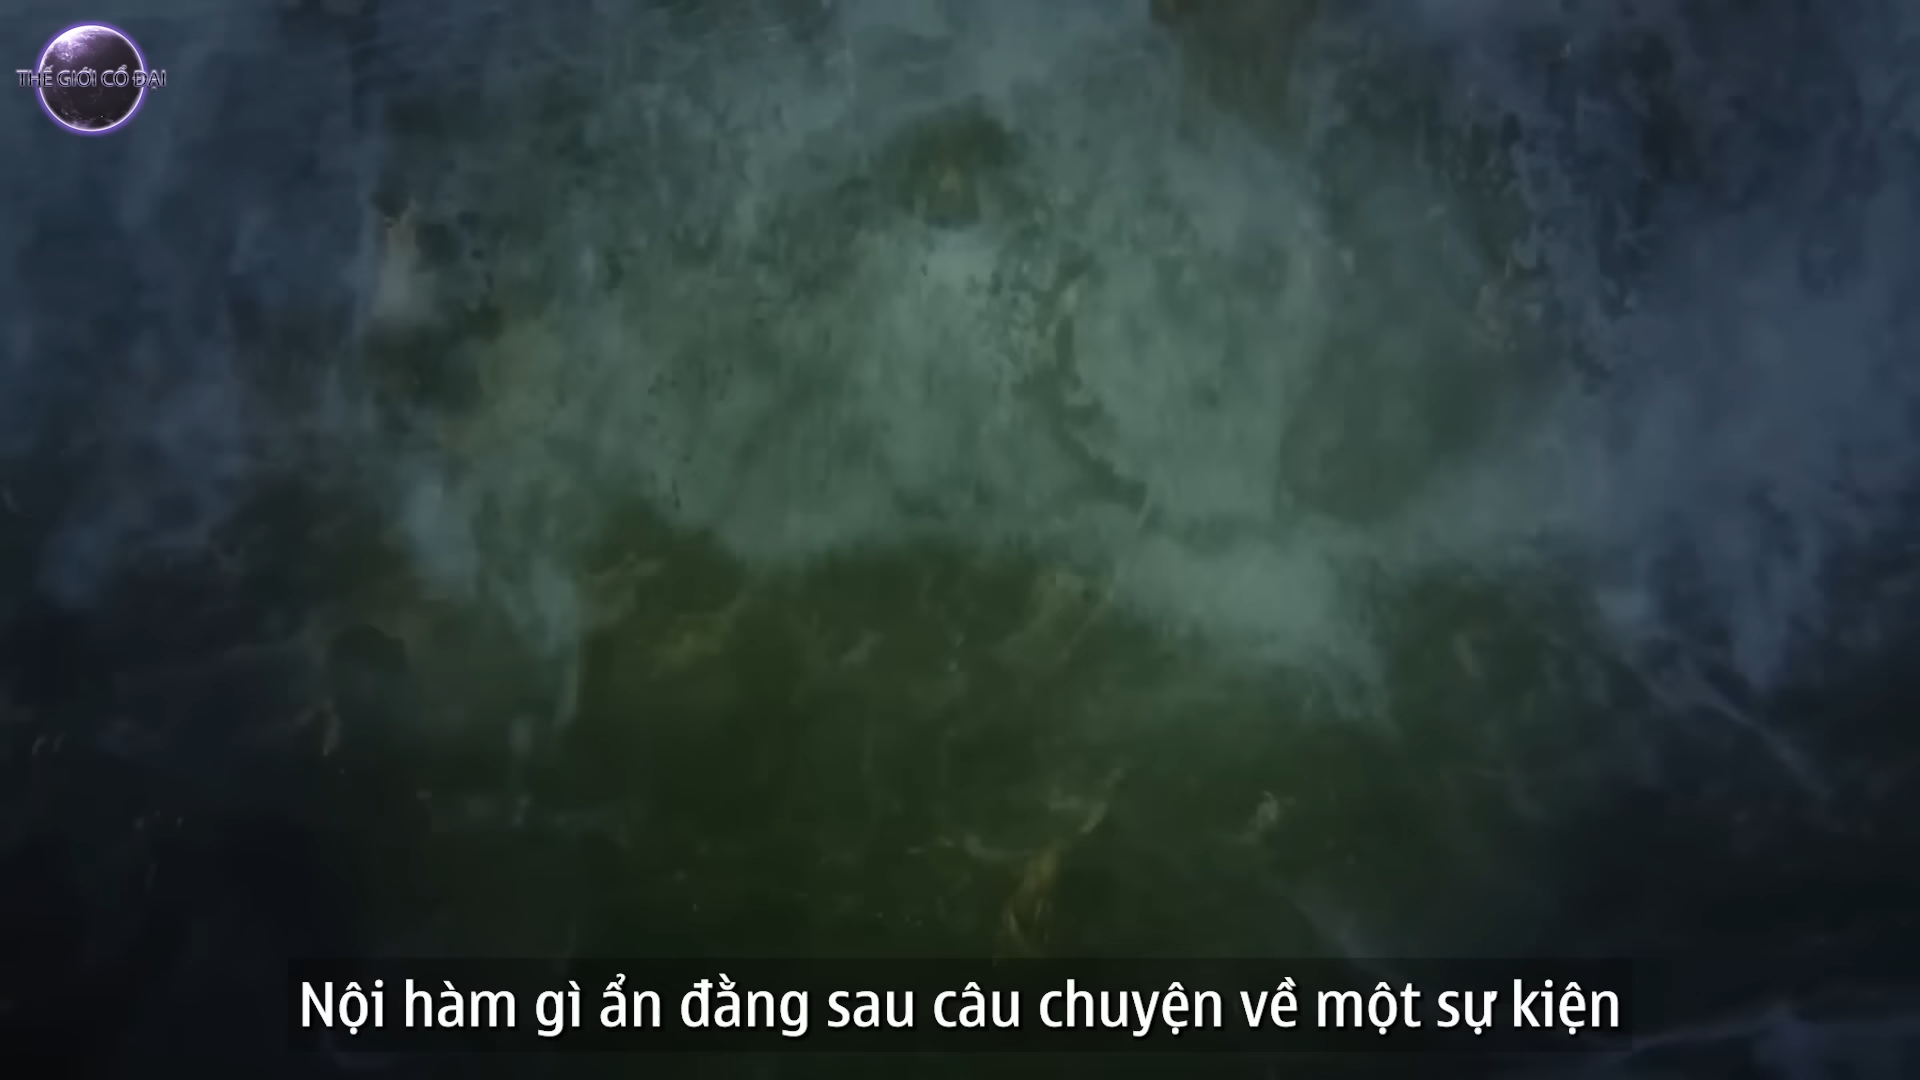 THẾ GIỚI CỔ ĐẠI
Nội hàm gì ẩn đằng sau câu chuyện về một sự kiện